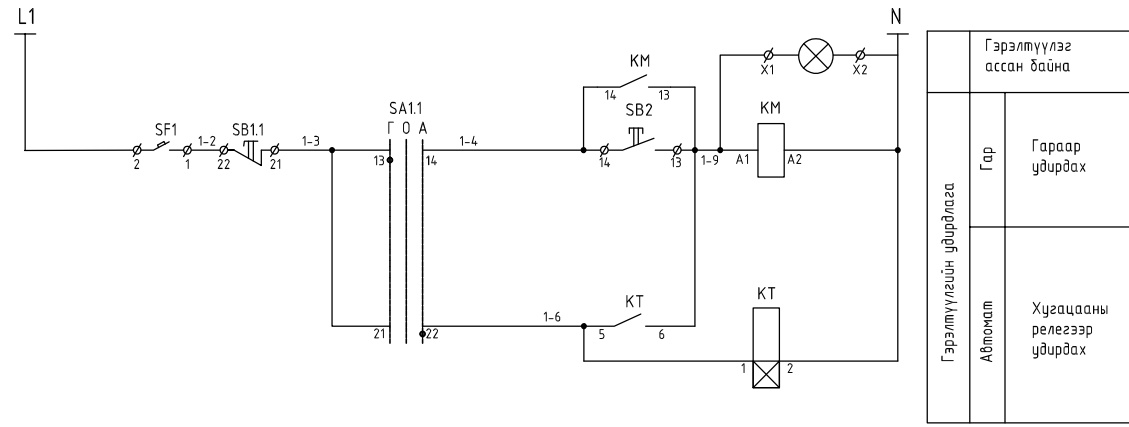 L1
N
KM
14 13
X1 X2
SB2
KM
SF1
1-2
SB1.1
1-3
SA1.1
Г О А
1-4
2 1 22 21
13 14
14 13
1-9
A1 A2
KT
1-6
21 22
5 6
KT
1 2
Гэрэлтүүлэг
ассан байна
Гэрэлтүүлгийн удирдлага
Гар
Гараар
удирдах
Автомат
Хугацааны
релегээр
удирдах